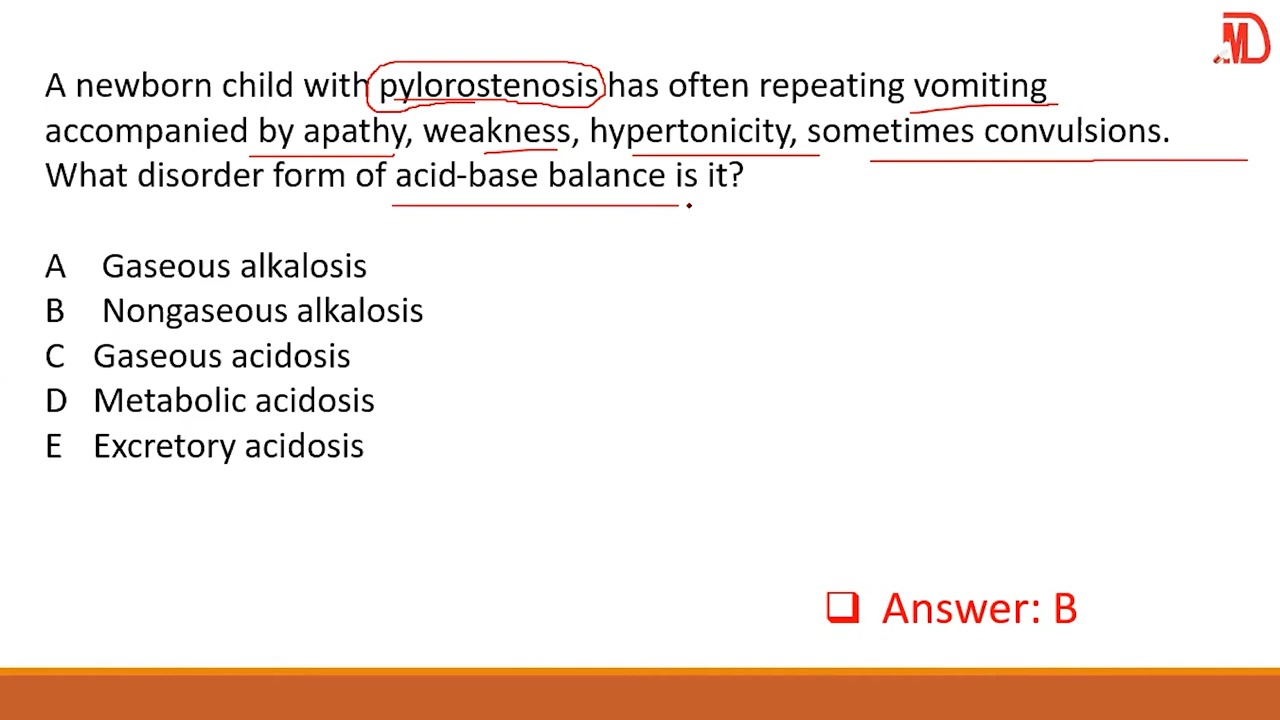 MD
A newborn child with pylorostenosis has often repeating vomiting
accompanied by apathy, weakness, hypertonicity, sometimes convulsions.
What disorder form of acid-base balance is it?
A Gaseous alkalosis
B Nongaseous alkalosis
C Gaseous acidosis
D Metabolic acidosis
E Excretory acidosis
Answer: B